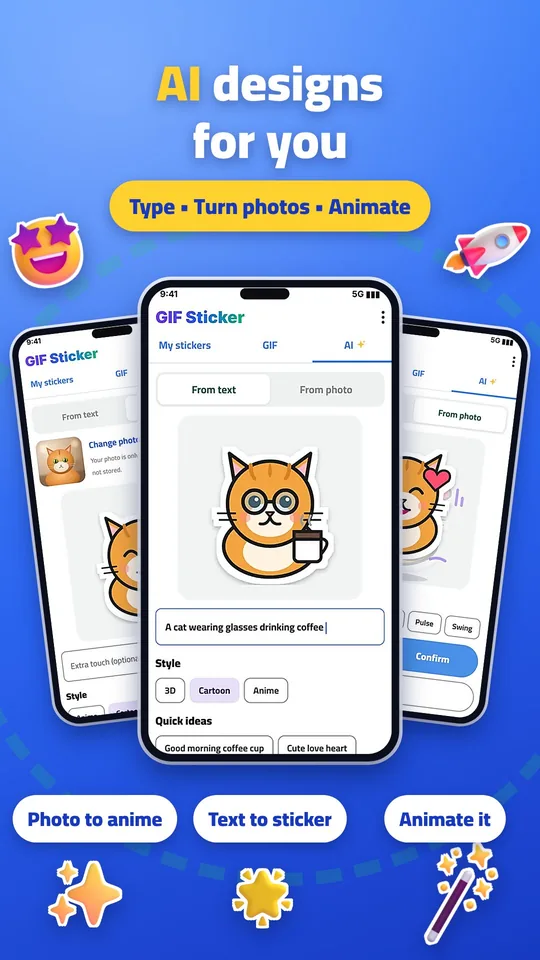 AI designs
for you
Type ▪ Turn photos ▪ Animate
9:41
GIF Sticker
My stickers
GIF
From text
Change photo
Your photo is only
not stored.
Extra touch (optional
Style
Anime
9:41
5G
GIF Sticker
My stickers
GIF
AI
From text
From photo
A cat wearing glasses drinking coffee
Style
3D
Cartoon
Anime
Quick ideas
Good morning coffee cup
Cute love heart
5G
GIF
AI
From photo
Pulse
Swing
Confirm
Photo to anime
Text to sticker
Animate it